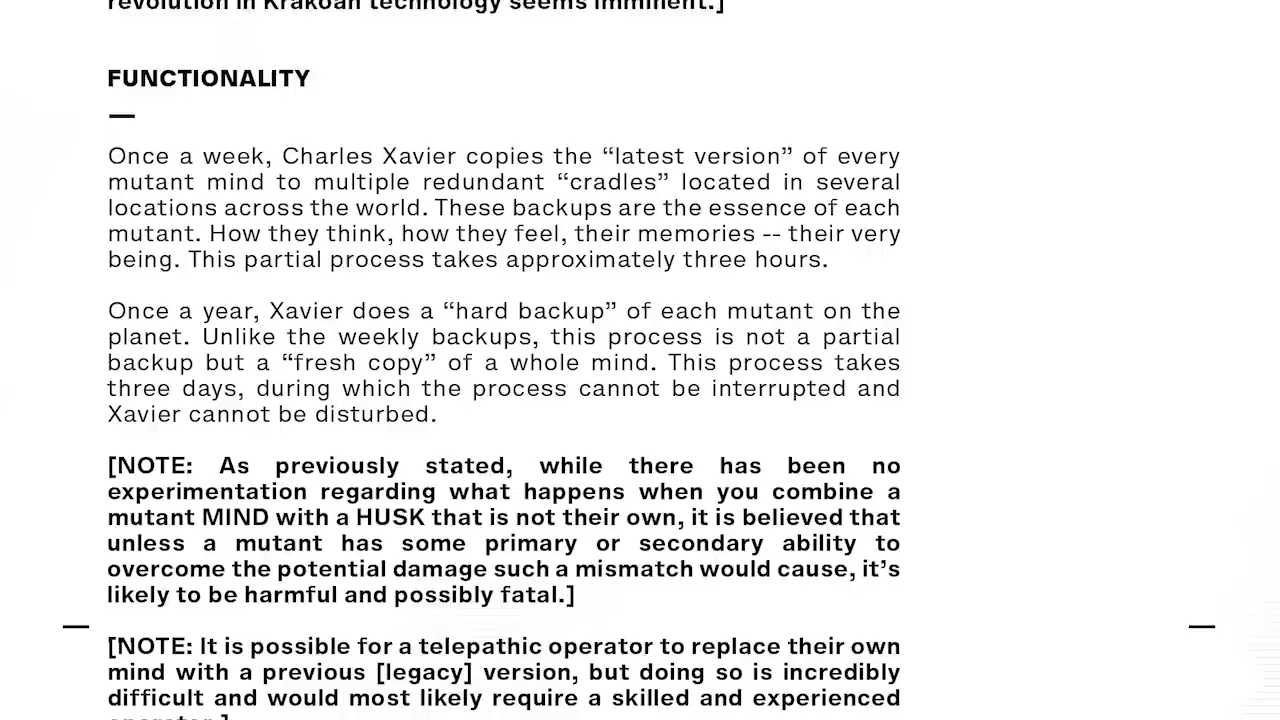 revolution in Krakoan technology seems imminent.]
FUNCTIONALITY
—
Once a week, Charles Xavier copies the “latest version” of every
mutant mind to multiple redundant “cradles” located in several
locations across the world. These backups are the essence of each
mutant. How they think, how they feel, their memories -- their very
being. This partial process takes approximately three hours.
Once a year, Xavier does a “hard backup” of each mutant on the
planet. Unlike the weekly backups, this process is not a partial
backup but a “fresh copy” of a whole mind. This process takes
three days, during which the process cannot be interrupted and
Xavier cannot be disturbed.
[NOTE: As previously stated, while there has been no
experimentation regarding what happens when you combine a
mutant MIND with a HUSK that is not their own, it is believed that
unless a mutant has some primary or secondary ability to
overcome the potential damage such a mismatch would cause, it’s
likely to be harmful and possibly fatal.]
[NOTE: It is possible for a telepathic operator to replace their own
mind with a previous [legacy] version, but doing so is incredibly
difficult and would most likely require a skilled and experienced